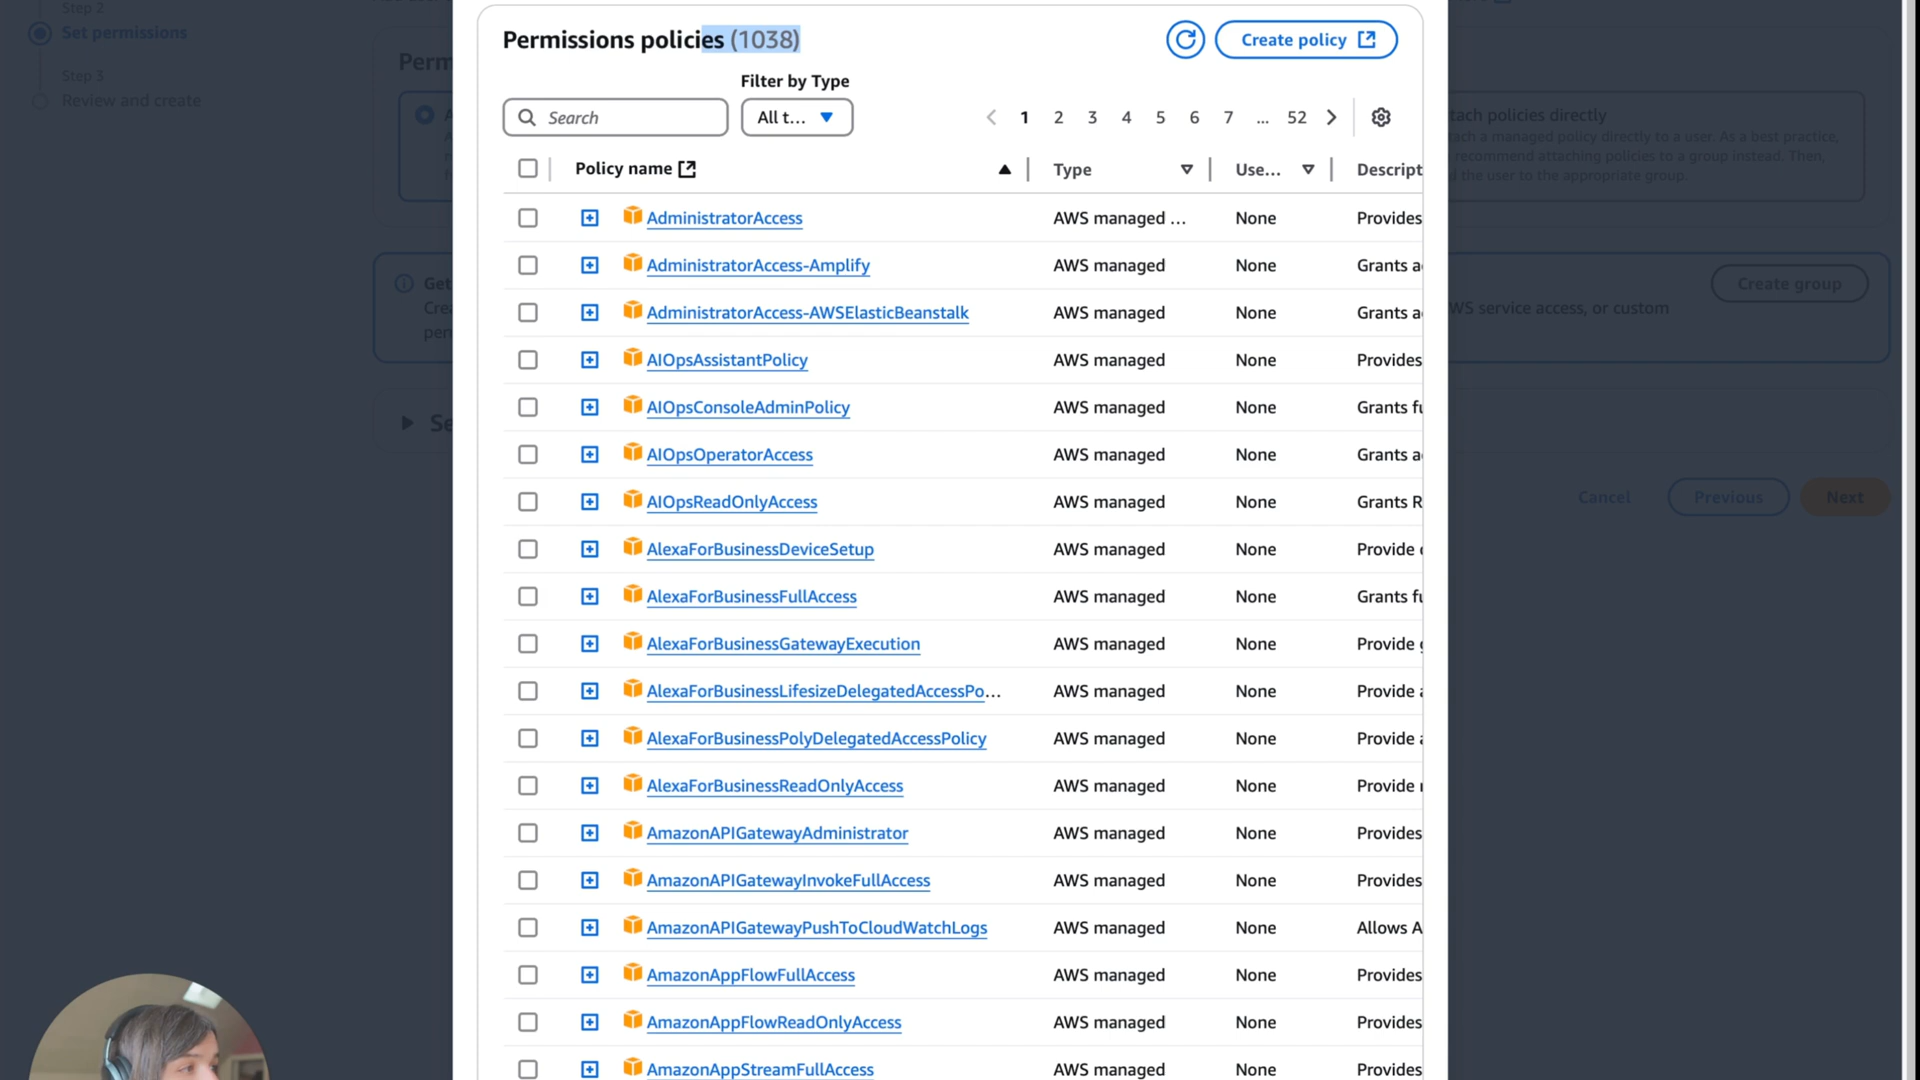 Step 2
Set permissions
Step 3
Review and create
Perm
Permissions policies (1038)
Create policy
Filter by Type
Search
All t...
1 2 3 4 5 6 7 ... 52
Policy name Type Use... Descript
AdministratorAccess AWS managed ... None Provides
AdministratorAccess-Amplify AWS managed None Grants a
AdministratorAccess-AWSElasticBeanstalk AWS managed None Grants a
AIOpsAssistantPolicy AWS managed None Provides
AIOpsConsoleAdminPolicy AWS managed None Grants fu
AIOpsOperatorAccess AWS managed None Grants a
AIOpsReadOnlyAccess AWS managed None Grants R
AlexaForBusinessDeviceSetup AWS managed None Provide
AlexaForBusinessFullAccess AWS managed None Grants fu
AlexaForBusinessGatewayExecution AWS managed None Provide g
AlexaForBusinessLifesizeDelegatedAccessPo... AWS managed None Provide a
AlexaForBusinessPolyDelegatedAccessPolicy AWS managed None Provide a
AlexaForBusinessReadOnlyAccess AWS managed None Provide r
AmazonAPIGatewayAdministrator AWS managed None Provides
AmazonAPIGatewayInvokeFullAccess AWS managed None Provides
AmazonAPIGatewayPushToCloudWatchLogs AWS managed None Allows A
AmazonAppFlowFullAccess AWS managed None Provides
AmazonAppFlowReadOnlyAccess AWS managed None Provides
AmazonAppStreamFullAccess AWS managed None Provides
tach policies directly
tach a managed policy directly to a user. As a best practice,
recommend attaching policies to a group instead. Then,
the user to the appropriate group.
Get
Crea
per
WS service access, or custom
Create group
Se
Cancel Previous Next